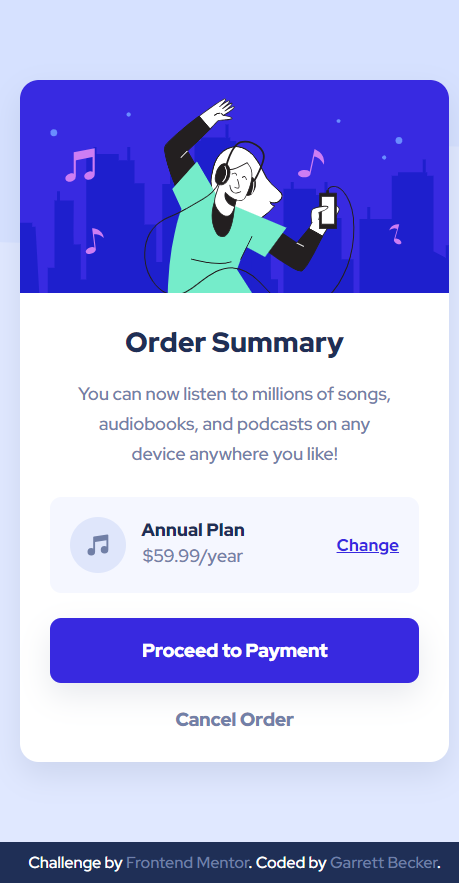 Order Summary
You can now listen to millions of songs,
audiobooks, and podcasts on any
device anywhere you like!
Annual Plan
$59.99/year
Change
Proceed to Payment
Cancel Order
Challenge by Frontend Mentor. Coded by Garrett Becker.